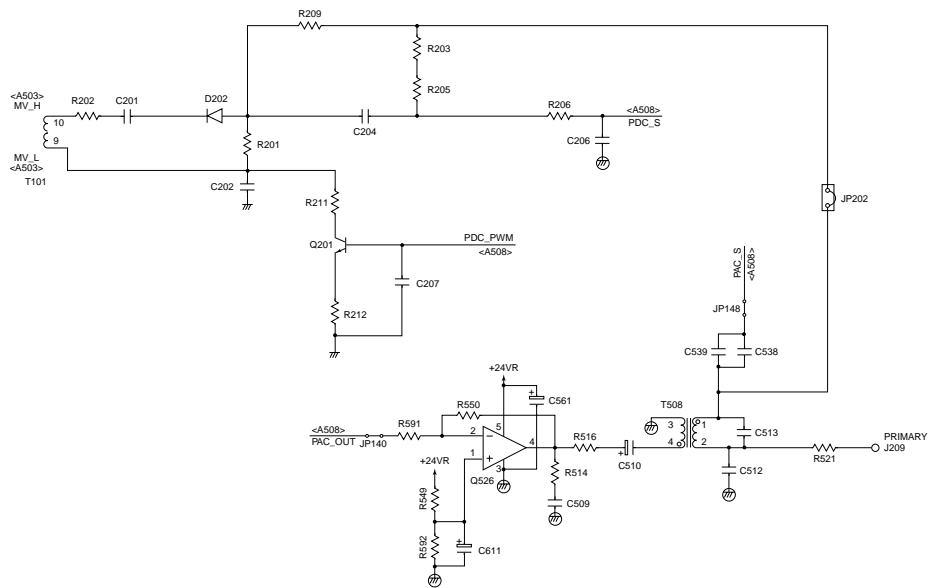 R209
R203
R205
<A503>
MV_H
R202
C201
D202
10
9
MV_L
<A503>
T101
R201
C202
C204
R206
<A508>
PDC_S
C206
R211
Q201
PDC_PWM
<A508>
C207
R212
JP202
PAC_S
<A508>
JP148
C539
C538
+24VR
C561
R550
<A508>
PAC_OUT
JP140
R591
2
1
5
4
3
Q526
+24VR
R549
R592
C611
R514
C509
R516
C510
T508
3
4
1
2
C513
C512
R521
PRIMARY
J209